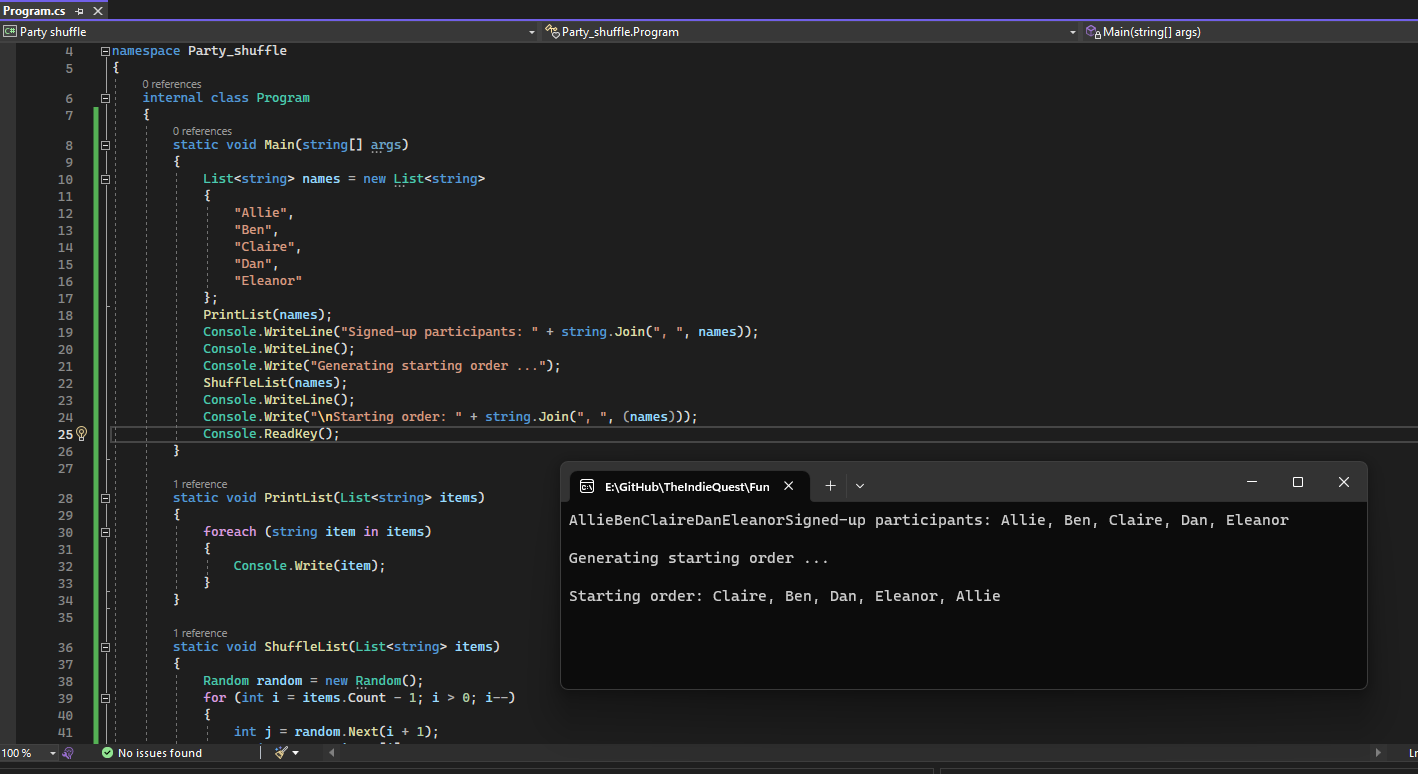 Program.cs
Party shuffle Party_shuffle.Program Main(string[] args)
4 namespace Party_shuffle
5 {
0 references
6 internal class Program
7 {
0 references
8 static void Main(string[] args)
9 {
10 List<string> names = new List<string>
11 {
12 "Allie",
13 "Ben",
14 "Claire",
15 "Dan",
16 "Eleanor"
17 };
18 PrintList(names);
19 Console.WriteLine("Signed-up participants: " + string.Join(", ", names));
20 Console.WriteLine();
21 Console.Write("Generating starting order ...");
22 ShuffleList(names);
23 Console.WriteLine();
24 Console.Write("\nStarting order: " + string.Join(", ", (names)));
25 Console.ReadKey();
26 }
27
1 reference
28 static void PrintList(List<string> items)
29 {
30 foreach (string item in items)
31 {
32 Console.Write(item);
33 }
34 }
35
1 reference
36 static void ShuffleList(List<string> items)
37 {
38 Random random = new Random();
39 for (int i = items.Count - 1; i > 0; i--)
40 {
41 int j = random.Next(i + 1);
E:\GitHub\TheIndieQuest\Fun
AllieBenClaireDanEleanorSigned-up participants: Allie, Ben, Claire, Dan, Eleanor
Generating starting order ...
Starting order: Claire, Ben, Dan, Eleanor, Allie
100 % No issues found